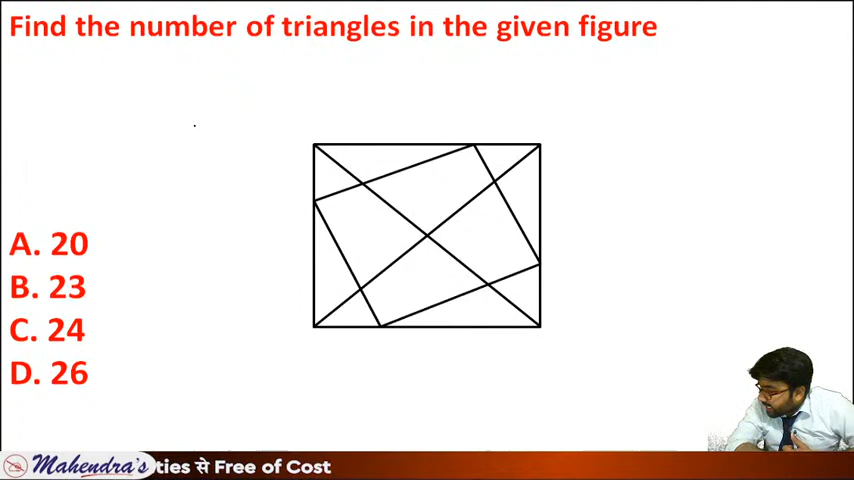 Find the number of triangles in the given figure
A. 20
B. 23
C. 24
D. 26
Mahendra's ties से Free of Cost